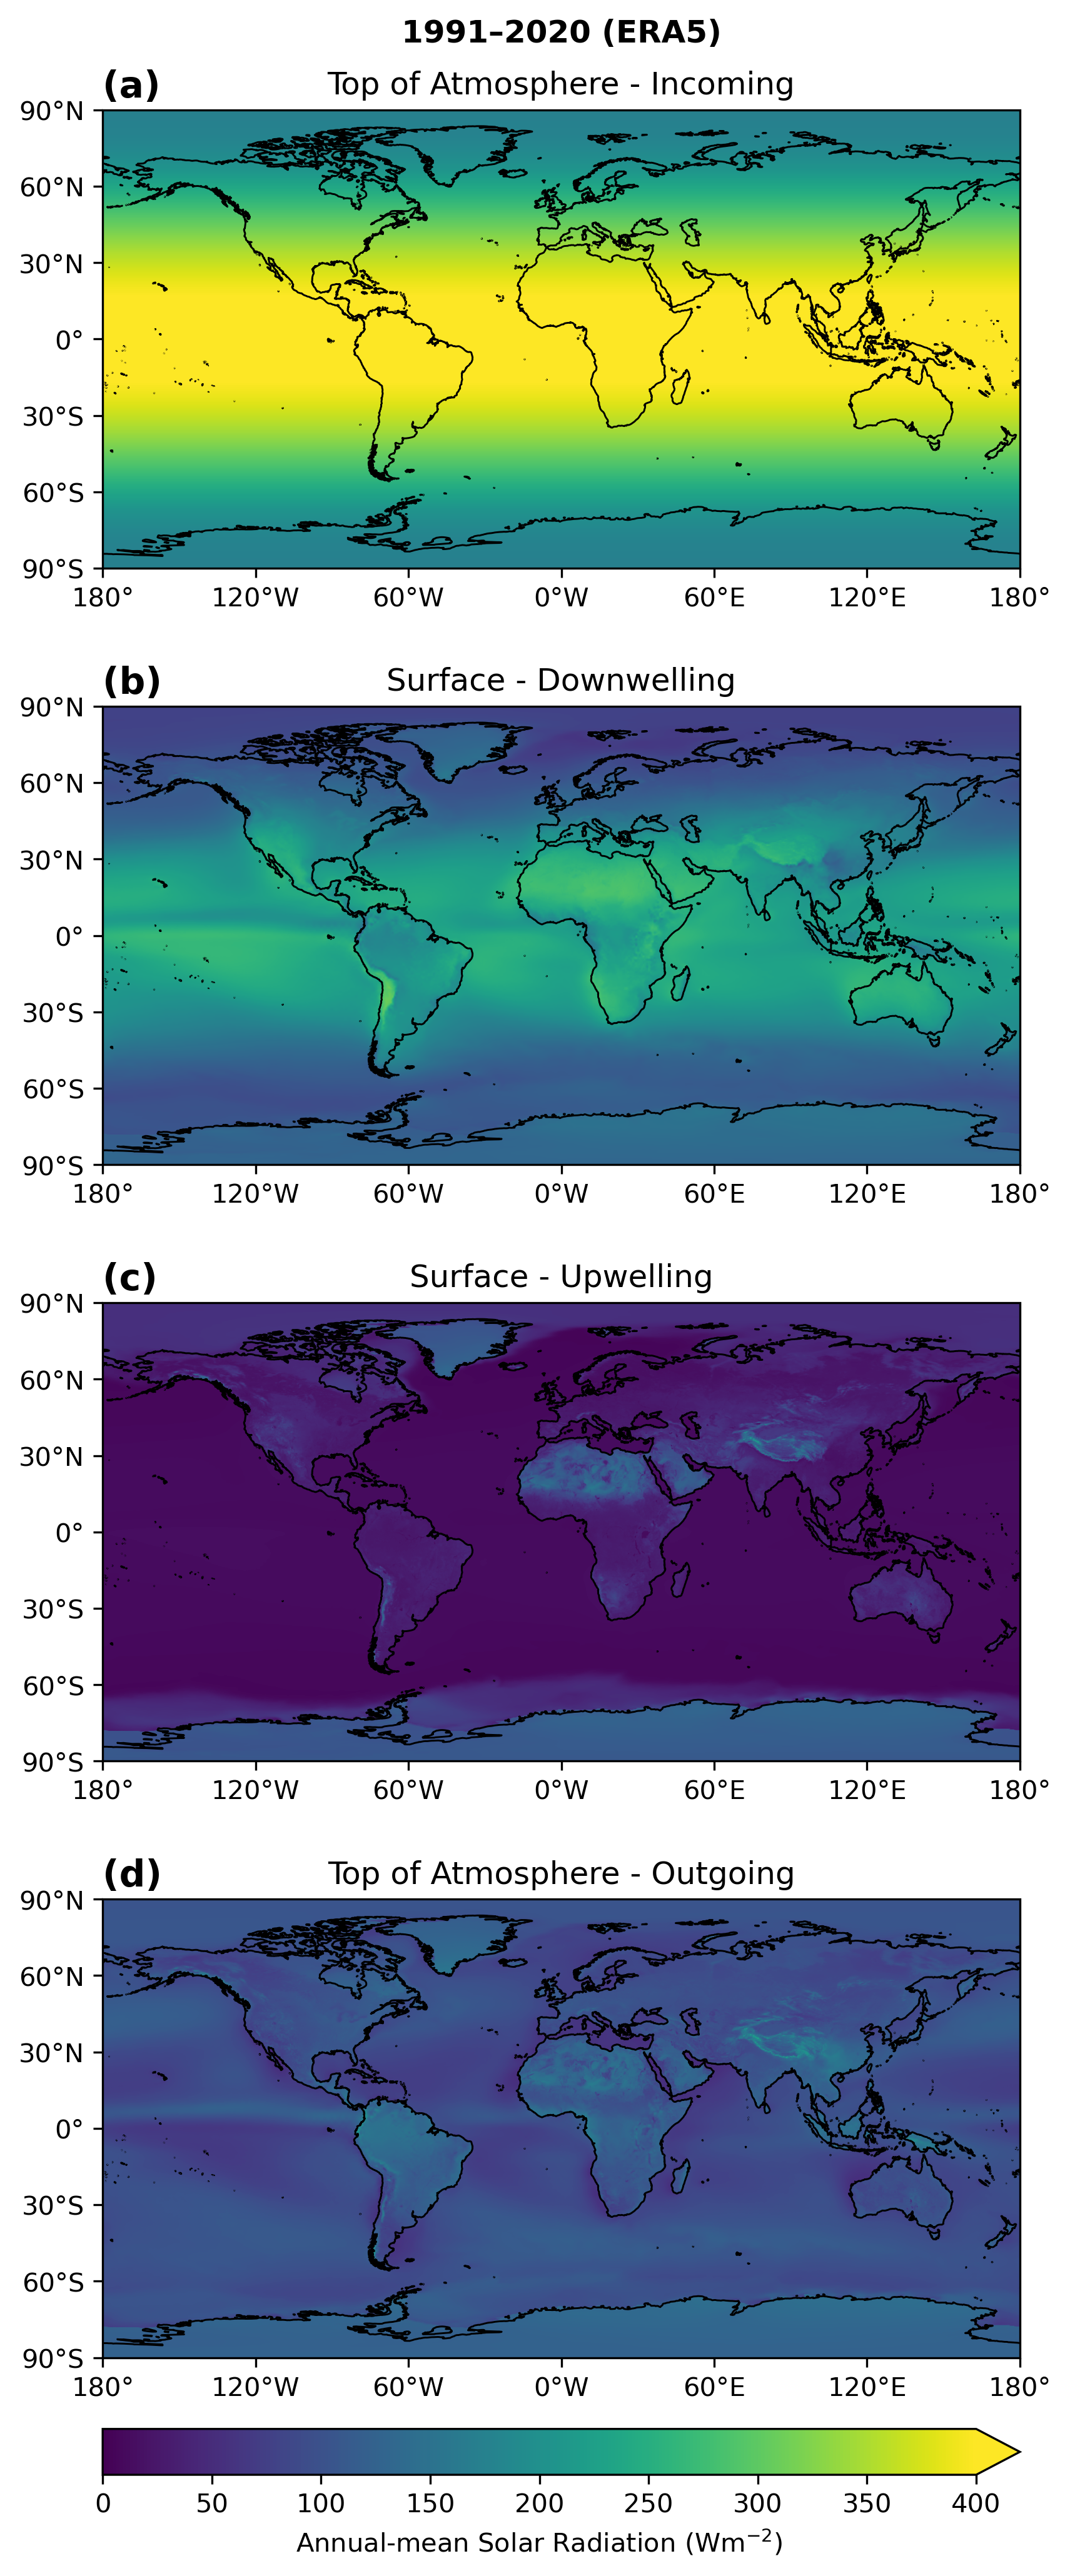 1991–2020 (ERA5)
(a) Top of Atmosphere - Incoming
90°N
60°N
30°N
0°
30°S
60°S
90°S
180° 120°W 60°W 0°W 60°E 120°E 180°
(b) Surface - Downwelling
90°N
60°N
30°N
0°
30°S
60°S
90°S
180° 120°W 60°W 0°W 60°E 120°E 180°
(c) Surface - Upwelling
90°N
60°N
30°N
0°
30°S
60°S
90°S
180° 120°W 60°W 0°W 60°E 120°E 180°
(d) Top of Atmosphere - Outgoing
90°N
60°N
30°N
0°
30°S
60°S
90°S
180° 120°W 60°W 0°W 60°E 120°E 180°
0 50 100 150 200 250 300 350 400
Annual-mean Solar Radiation (Wm⁻²)